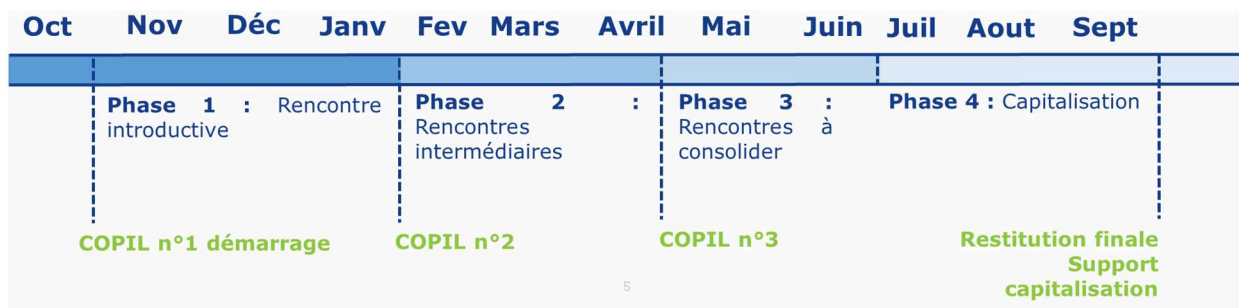 Oct Nov Déc Janv Fev Mars Avril Mai Juin Juil Aout Sept
Phase 1 : Rencontre
introductive
Phase 2 :
Rencontres
intermédiaires
Phase 3 :
Rencontres à
consolider
Phase 4 : Capitalisation
COPIL n°1 démarrage
COPIL n°2
COPIL n°3
Restitution finale
Support
capitalisation
5